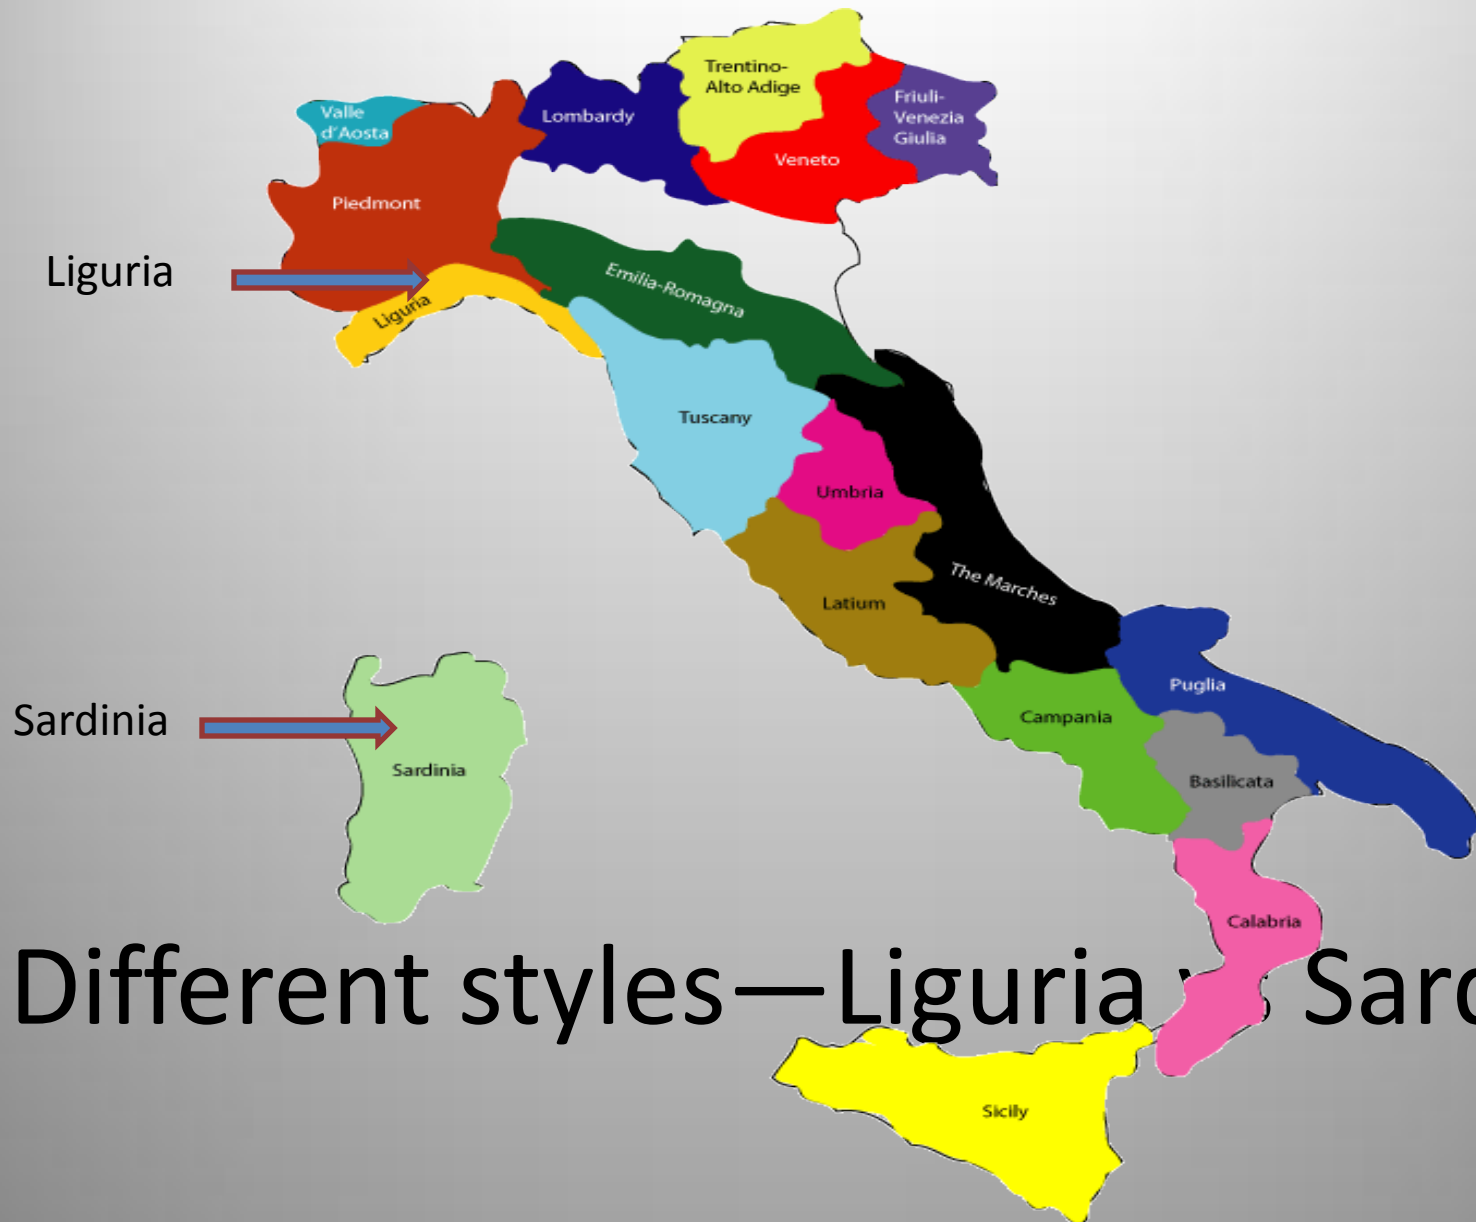 Trentino-
Alto Adige
Friuli-
Venezia
Giulia
Valle
d'Aosta
Lombardy
Veneto
Piedmont
Liguria
Emilia-Romagna
Liguria
Tuscany
Umbria
The Marches
Latium
Puglia
Sardinia
Campania
Sardinia
Basilicata
Calabria
Different styles—Liguria
Sicily